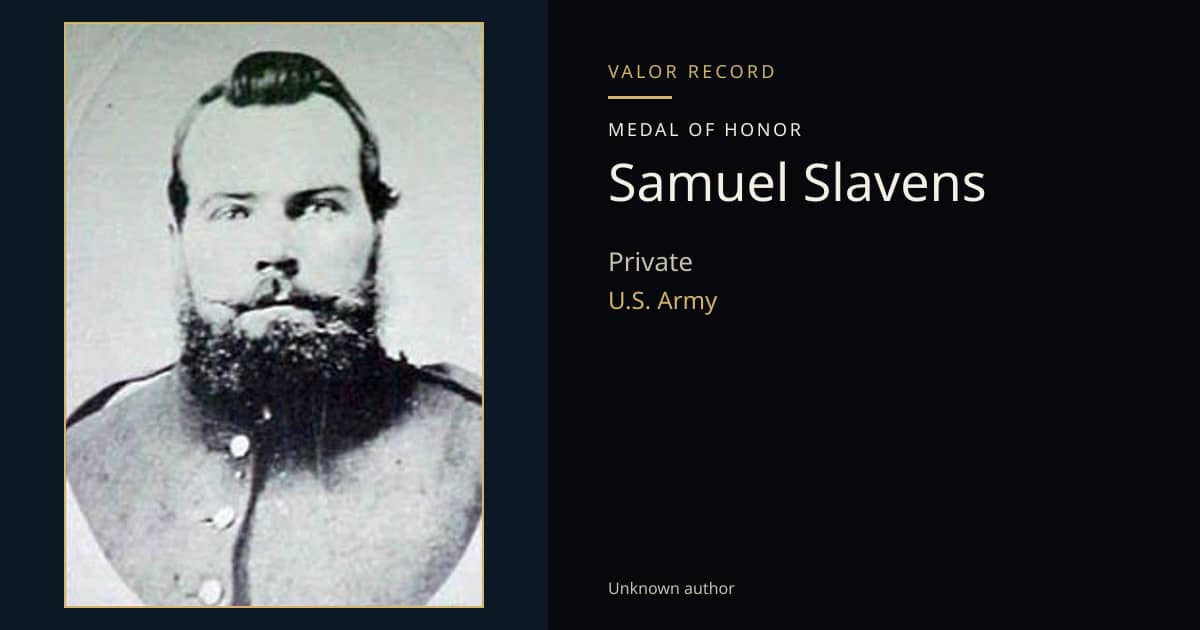 VALOR RECORD
MEDAL OF HONOR
Samuel Slavens
Private
U.S. Army
Unknown author